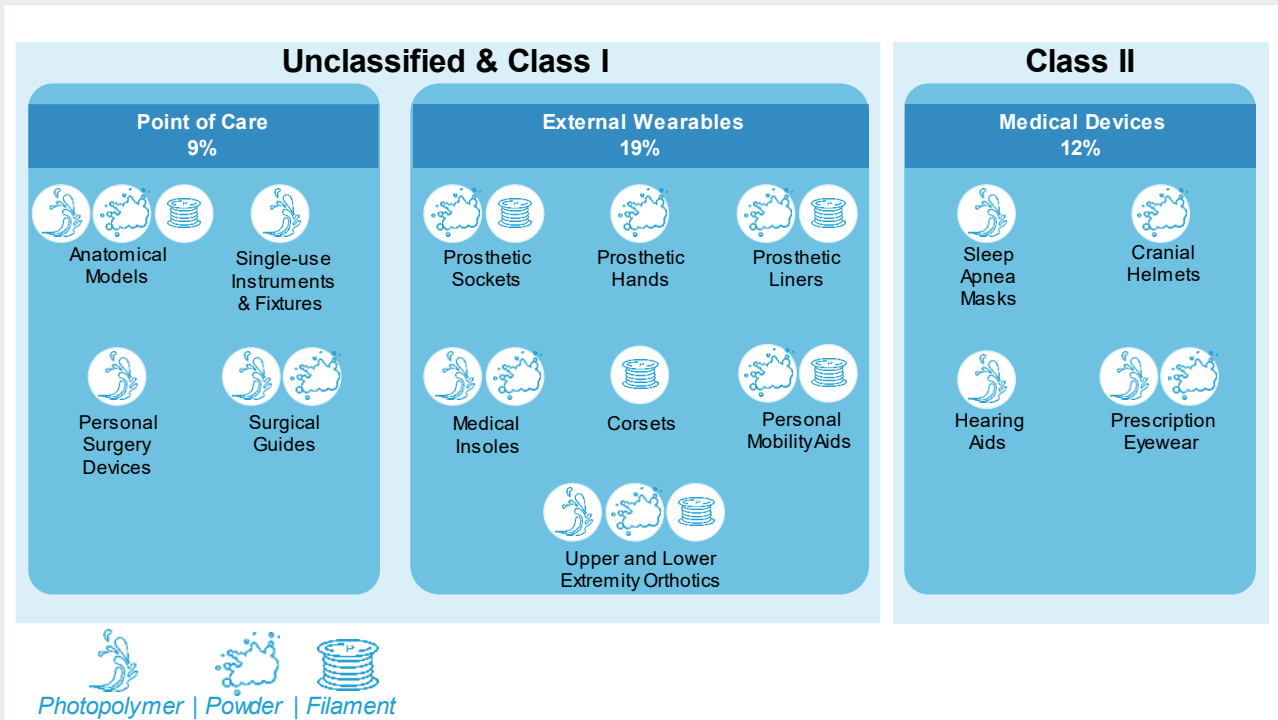 Unclassified & Class I
Class II
Point of Care
9%
External Wearables
19%
Medical Devices
12%
Anatomical
Models
Single-use
Instruments
& Fixtures
Prosthetic
Sockets
Prosthetic
Hands
Prosthetic
Liners
Sleep
Apnea
Masks
Cranial
Helmets
Personal
Surgery
Devices
Surgical
Guides
Medical
Insoles
Corsets
Personal
Mobility Aids
Hearing
Aids
Prescription
Eyewear
Upper and Lower
Extremity Orthotics
Photopolymer | Powder | Filament